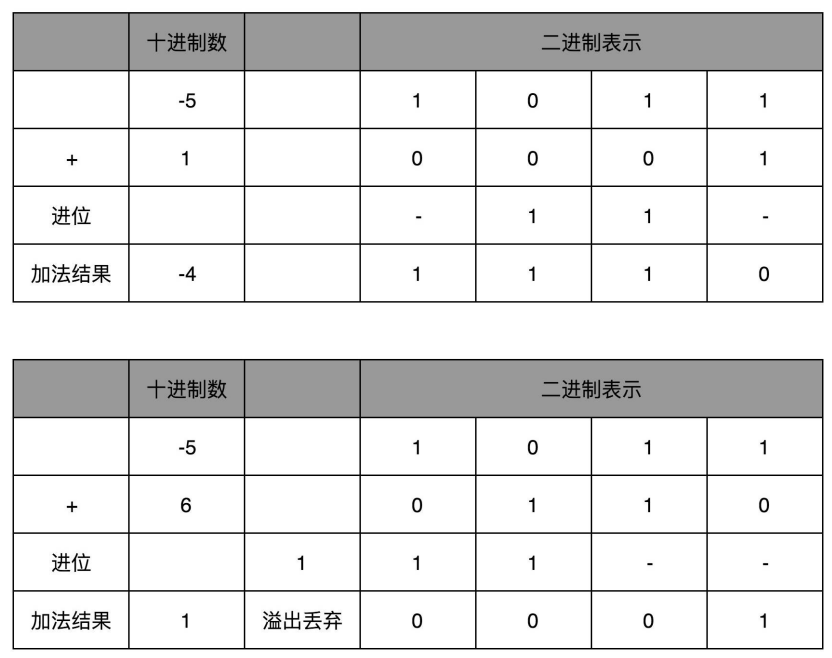 十进制数 二进制表示
-5 1 0 1 1
+ 1 0 0 0 1
进位 - 1 1 -
加法结果 -4 1 1 1 0
十进制数 二进制表示
-5 1 0 1 1
+ 6 0 1 1 0
进位 1 1 1 - -
加法结果 1 溢出丢弃 0 0 0 1